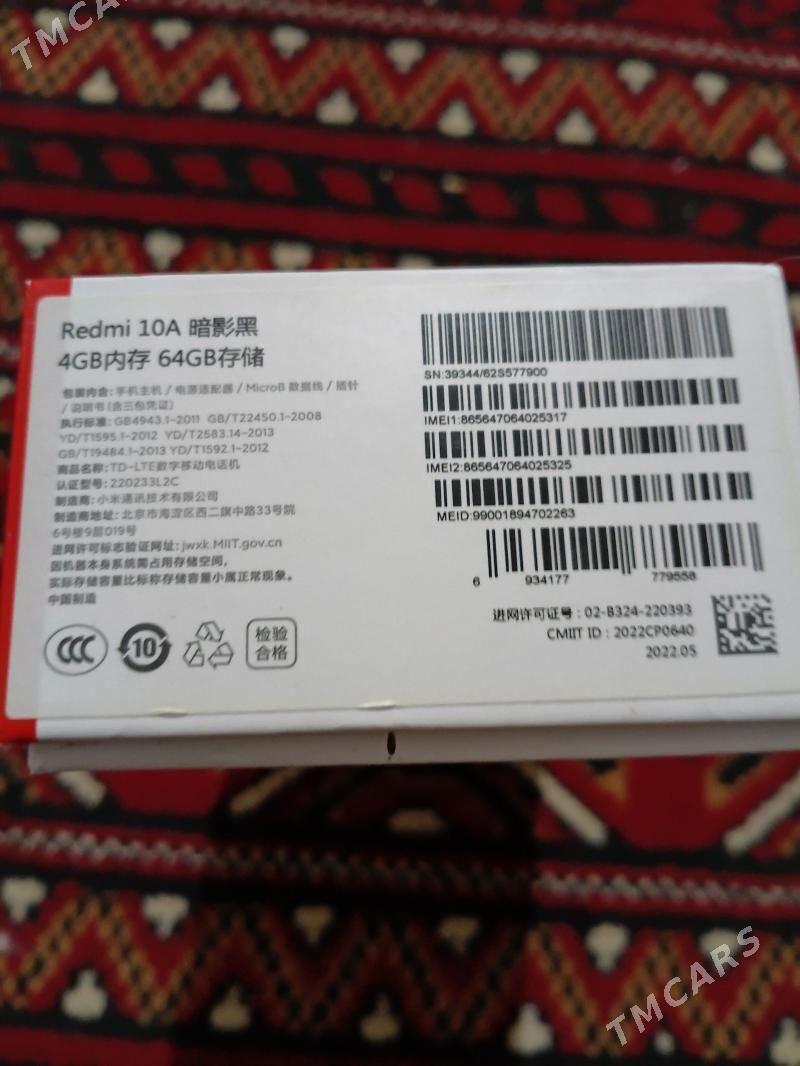 TMCARS
Redmi 10A 暗影黑
4GB内存 64GB存储
包装内含: 手机主机 / 电源适配器 / MicroB 数据线 / 插针
/ 说明书(含三包凭证)
执行标准: GB4943.1-2011 GB/T22450.1-2008
YD/T1595.1-2012 YD/T2583.14-2013
GB/T19484.1-2013 YD/T1592.1-2012
商品名称: TD-LTE数字移动电话机
认证型号: 220233L2C
制造商: 小米通讯技术有限公司
制造商地址: 北京市海淀区西二旗中路33号院
6号楼9层019号
进网许可标志验证网址: jwxk.MIIT.gov.cn
因机器本身系统需占用存储空间，
实际存储容量比标称存储容量小属正常现象。
中国制造
CCC
10
检验
合格
SN:39344/62S577900
IMEI1:865647064025317
IMEI2:865647064025325
MEID:99001894702263
6 934177 779558
进网许可证号 : 02-B324-220393
CMIIT ID : 2022CP0640
2022.05
TMCARS